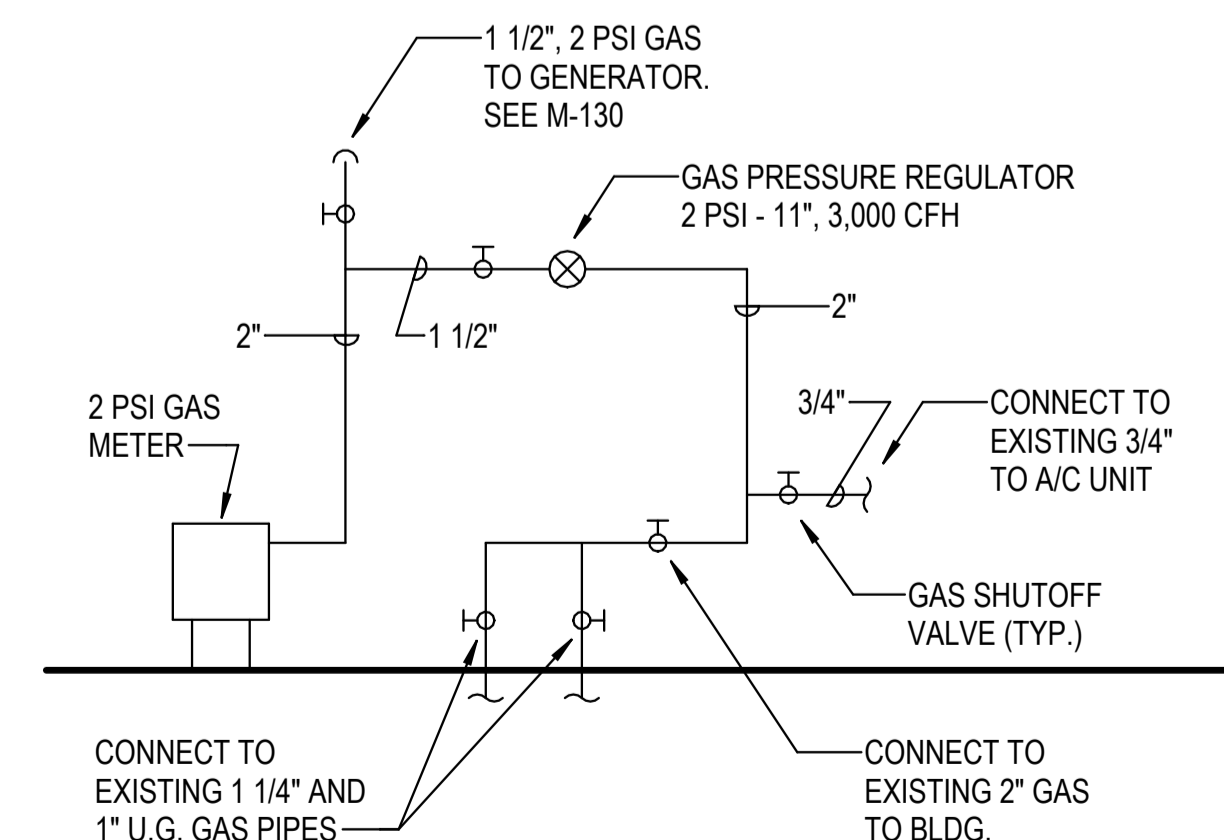 1 1/2", 2 PSI GAS
TO GENERATOR.
SEE M-130
GAS PRESSURE REGULATOR
2 PSI - 11", 3,000 CFH
2"
1 1/2"
2"
2 PSI GAS
METER
3/4"
CONNECT TO
EXISTING 3/4"
TO A/C UNIT
GAS SHUTOFF
VALVE (TYP.)
CONNECT TO
EXISTING 1 1/4" AND
1" U.G. GAS PIPES
CONNECT TO
EXISTING 2" GAS
TO BLDG.